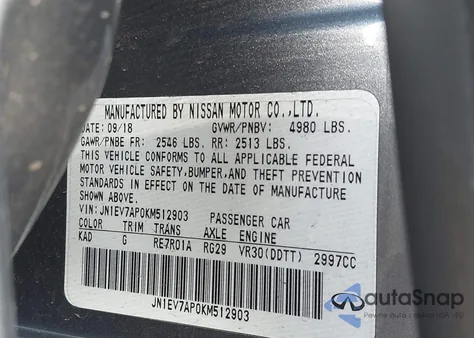 MANUFACTURED BY NISSAN MOTOR CO.,LTD.
DATE: 09/18 GVWR/PNBV: 4980 LBS.
GAWR/PNBE FR: 2546 LBS. RR: 2513 LBS.
THIS VEHICLE CONFORMS TO ALL APPLICABLE FEDERAL
MOTOR VEHICLE SAFETY,BUMPER,AND THEFT PREVENTION
STANDARDS IN EFFECT ON THE DATE OF MANUFACTURE
SHOWN ABOVE.
VIN: JN1EV7AP0KM512903 PASSENGER CAR
COLOR TRIM TRANS AXLE ENGINE
KAD G RE7R01A RG29 VR30(DDTT) 2997CC
JN1EV7AP0KM512903
autaSnap
Pewne auta